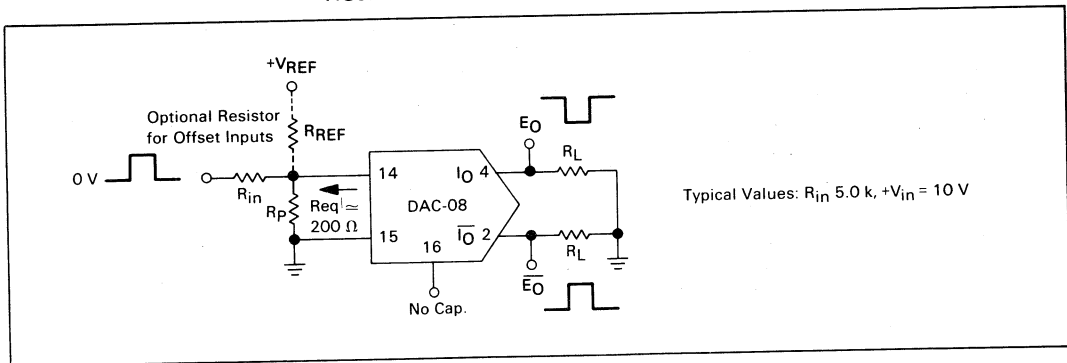 +VREF
Optional Resistor
for Offset Inputs
RREF
0 V
Rin
RP
Req ≃
200 Ω
14
15
16
DAC-08
IO 4
IO 2
EO
RL
RL
EO
No Cap.
Typical Values: Rin 5.0 k, +Vin = 10 V